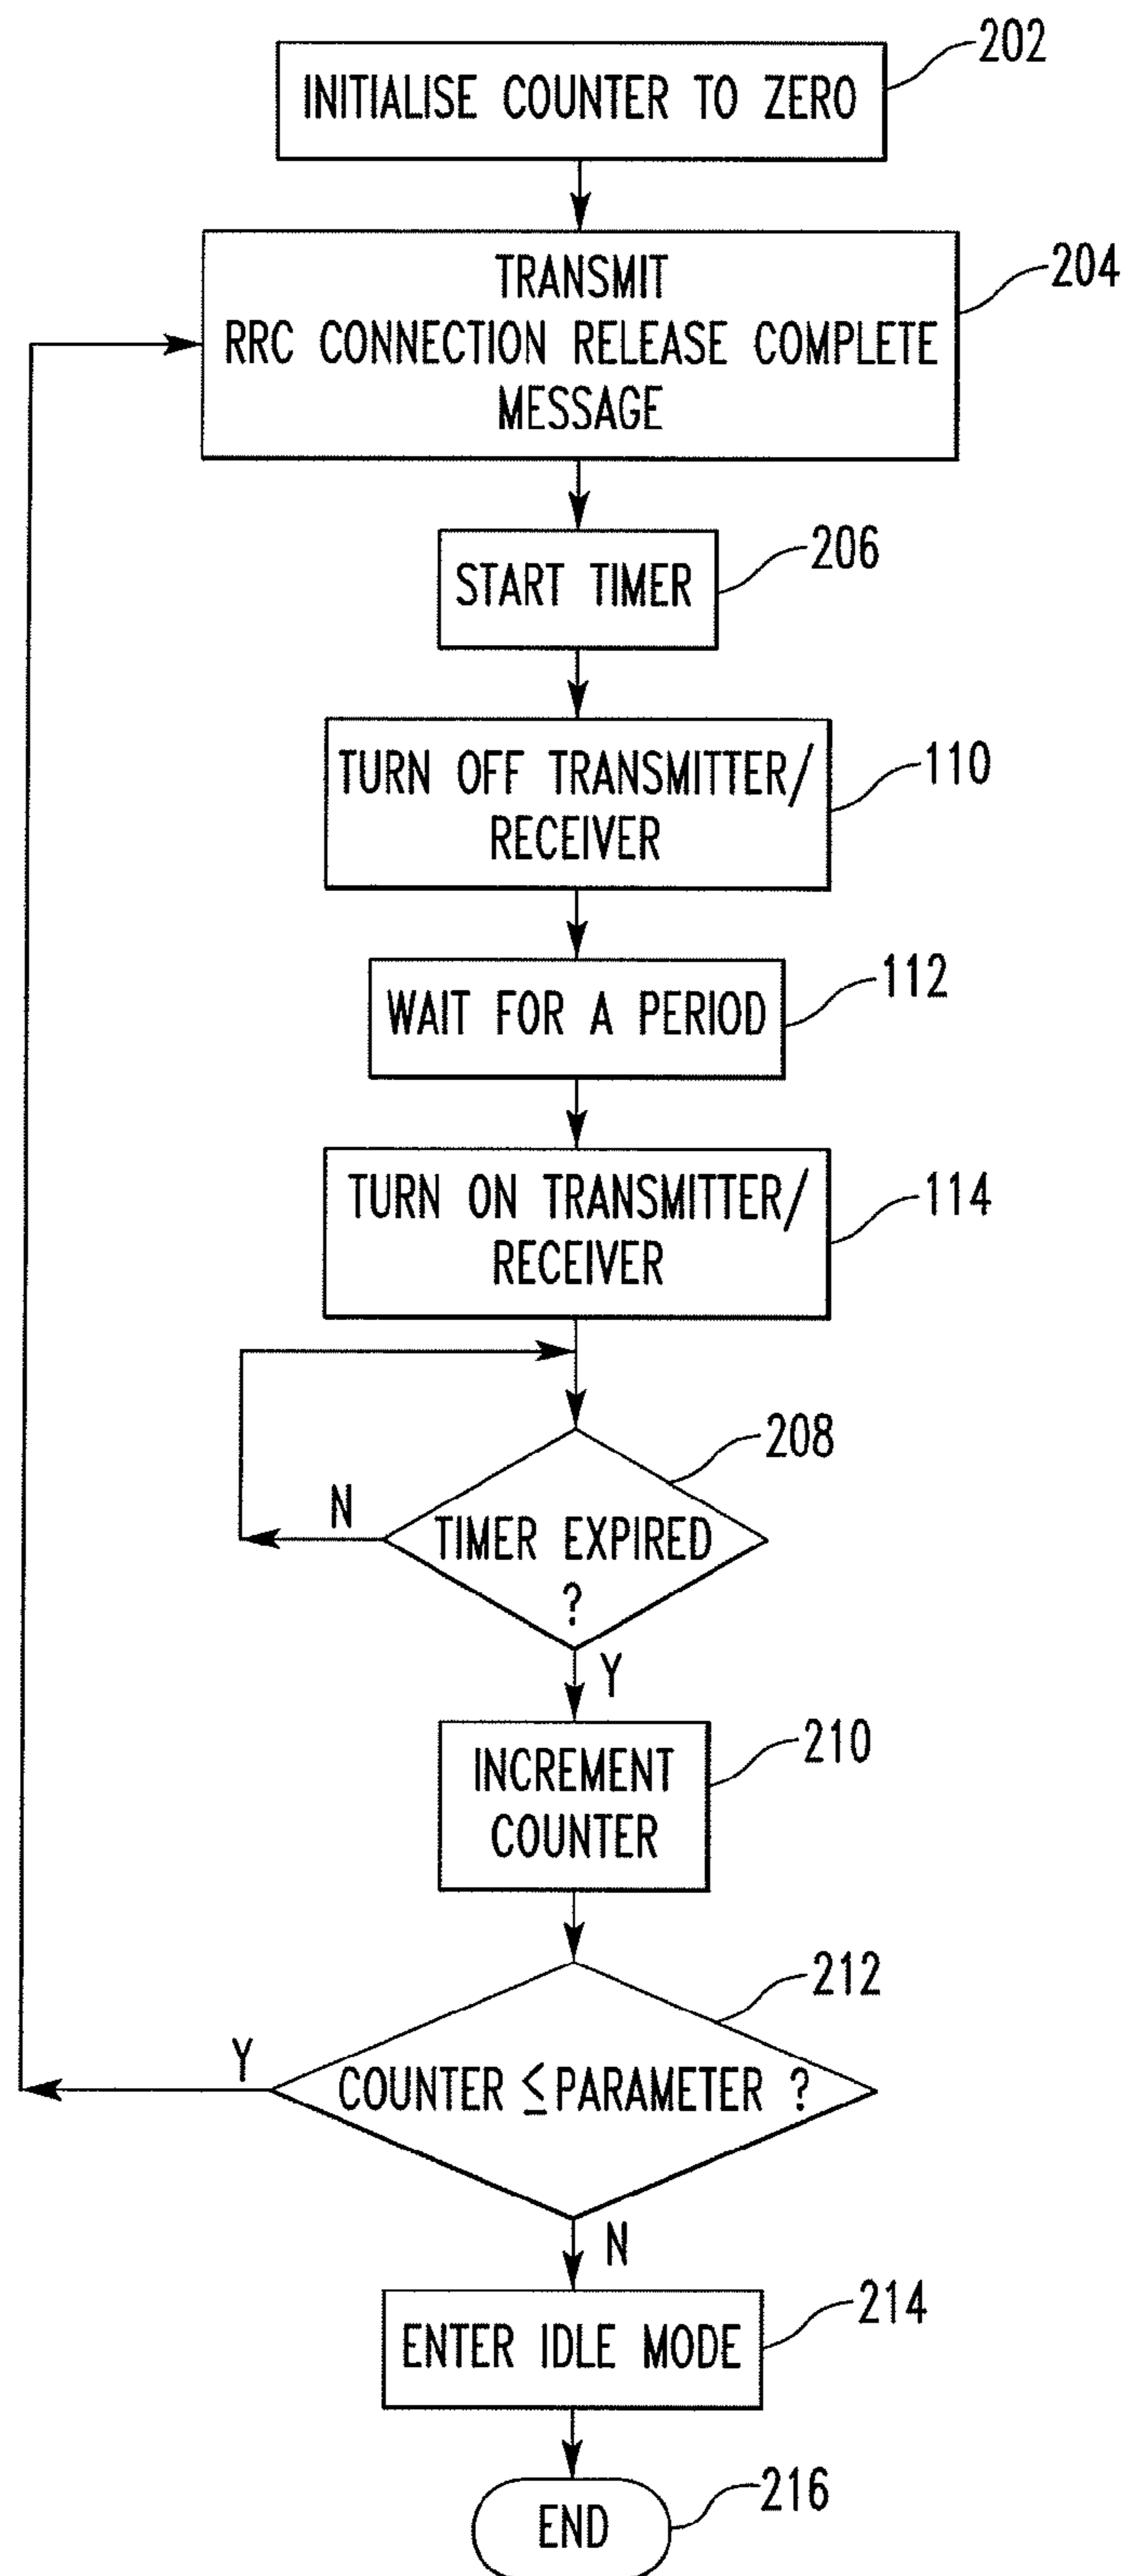 INITIALISE COUNTER TO ZERO
202
TRANSMIT
RRC CONNECTION RELEASE COMPLETE
MESSAGE
204
START TIMER
206
TURN OFF TRANSMITTER/
RECEIVER
110
WAIT FOR A PERIOD
112
TURN ON TRANSMITTER/
RECEIVER
114
208
N
TIMER EXPIRED
?
Y
INCREMENT
COUNTER
210
212
Y
COUNTER ≤ PARAMETER ?
N
ENTER IDLE MODE
214
END
216